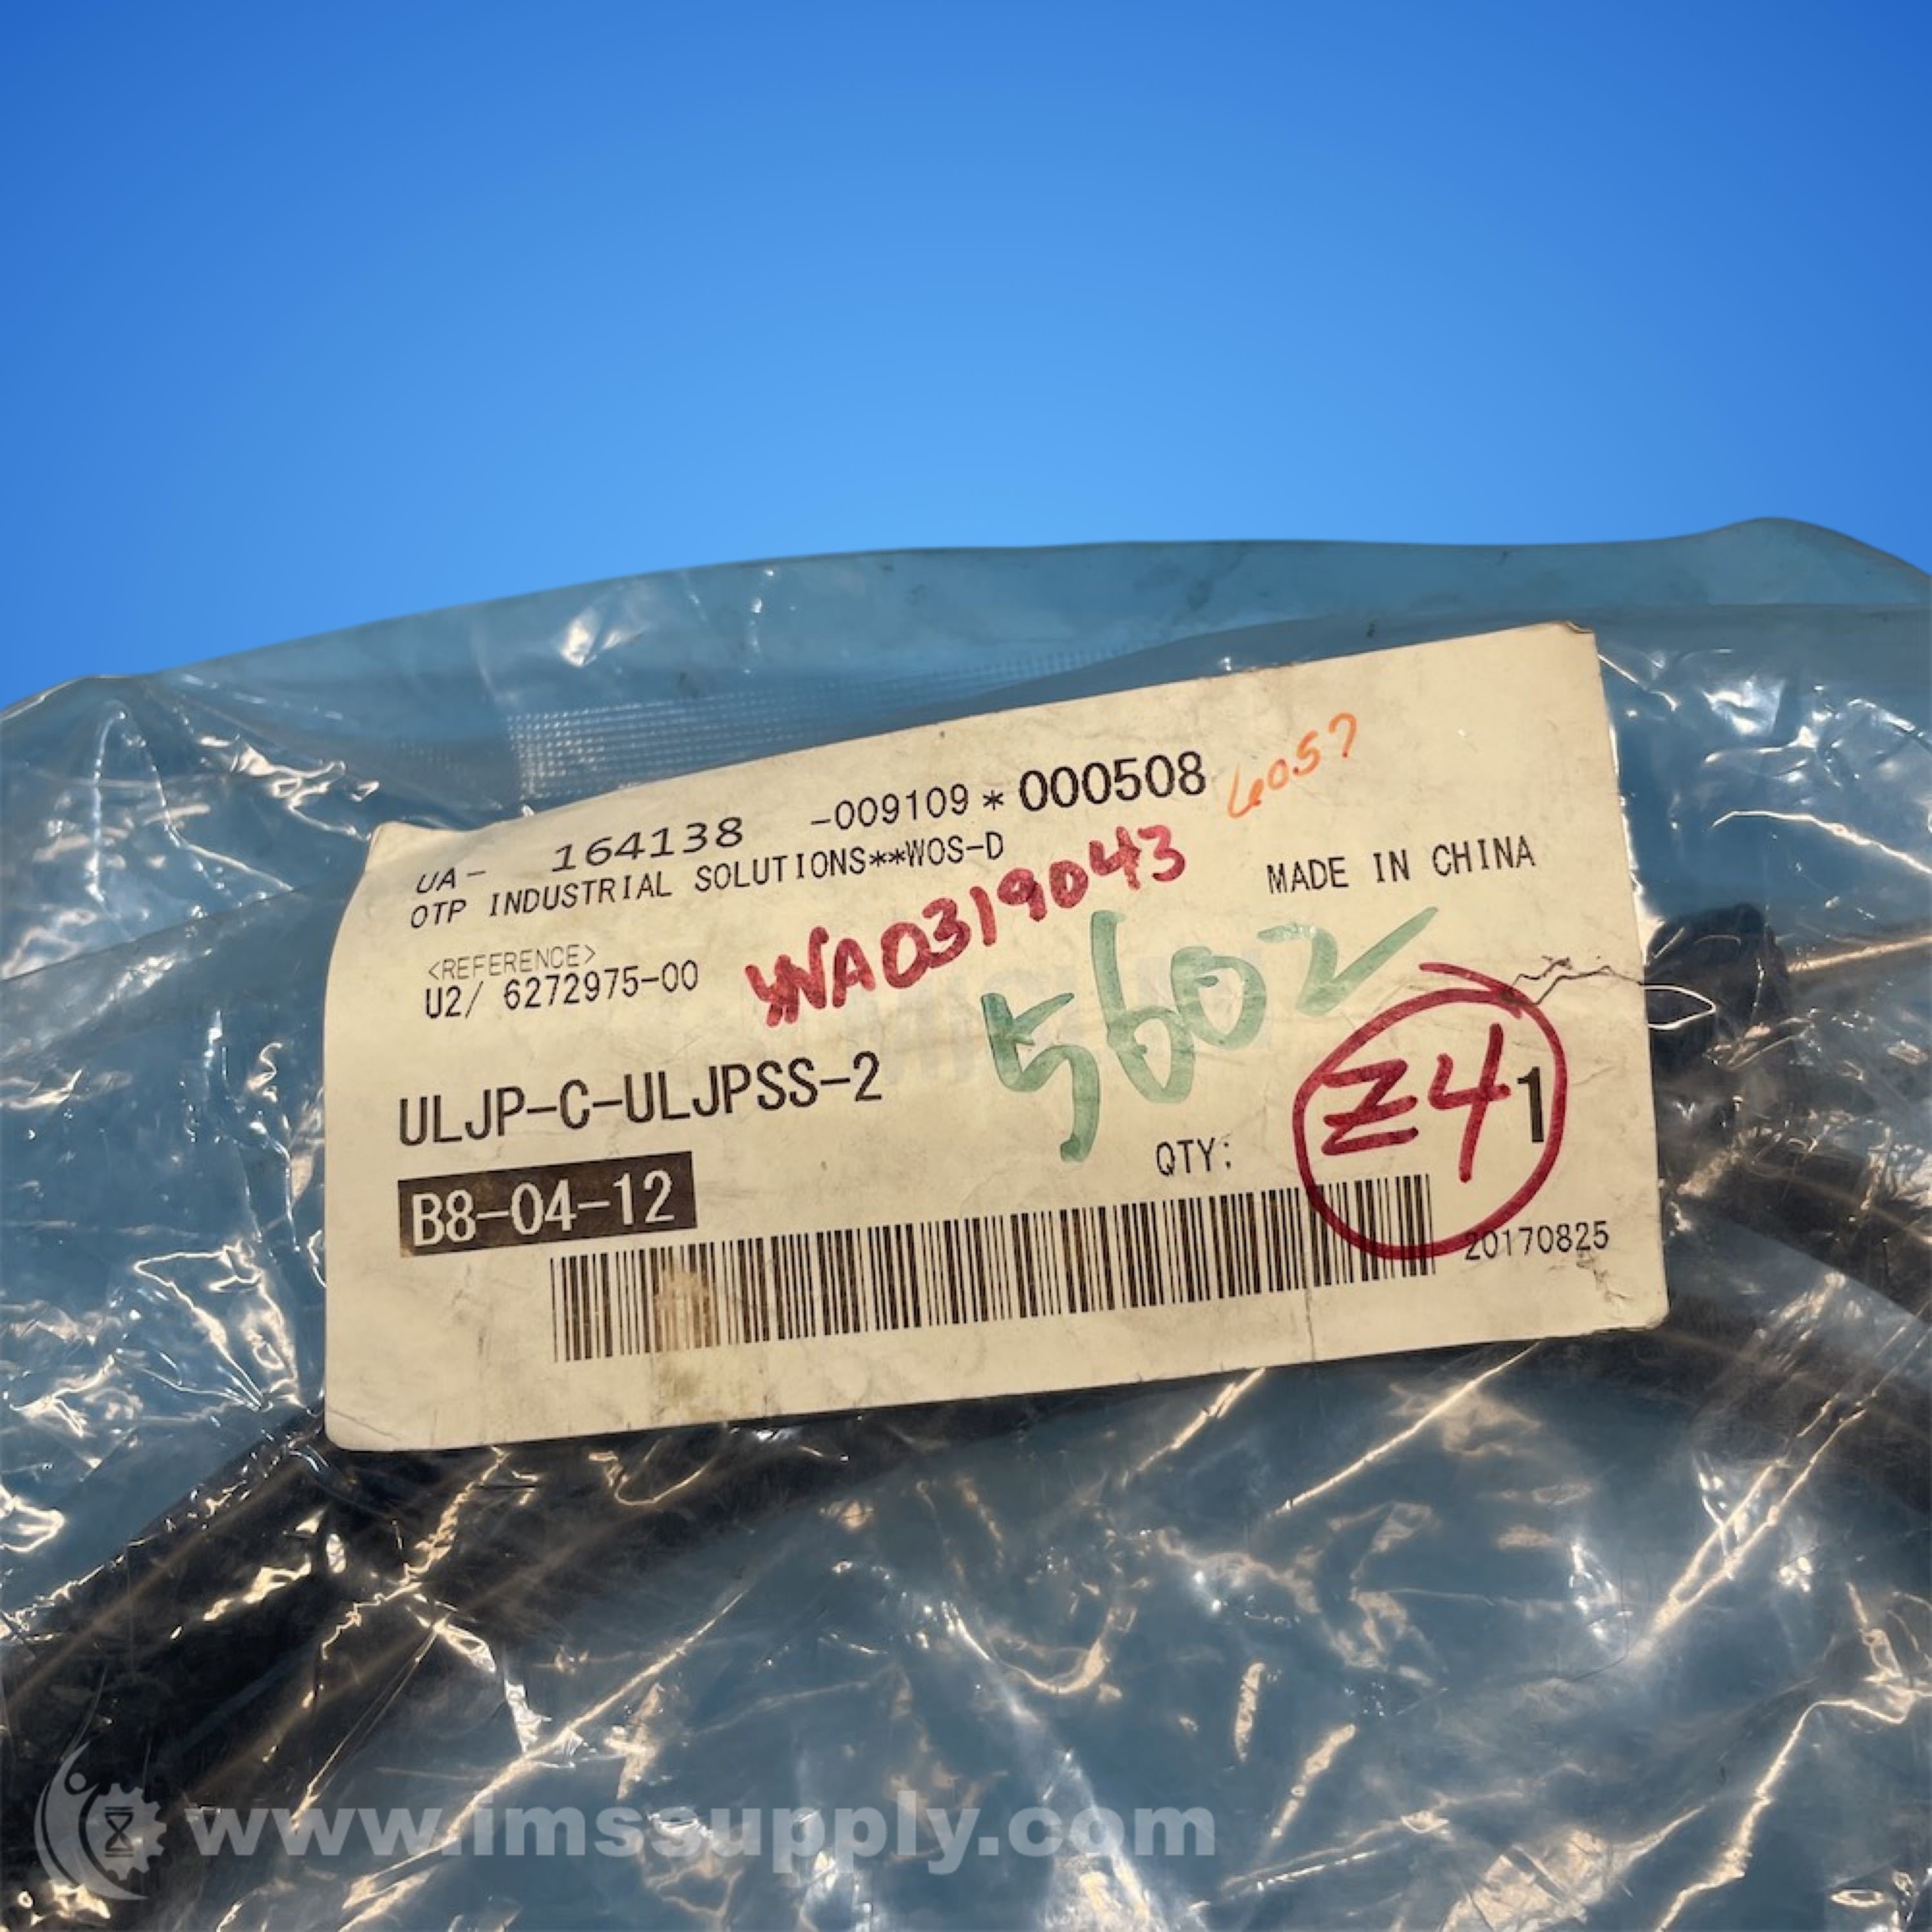 UA- 164138 -009109*000508 6057
OTP INDUSTRIAL SOLUTIONS**WOS-D
MADE IN CHINA
<REFERENCE>
U2/ 6272975-00
WA0319043
5602
ULJP-C-ULJPSS-2
QTY: 1
Z4
B8-04-12
20170825
www.imssupply.com